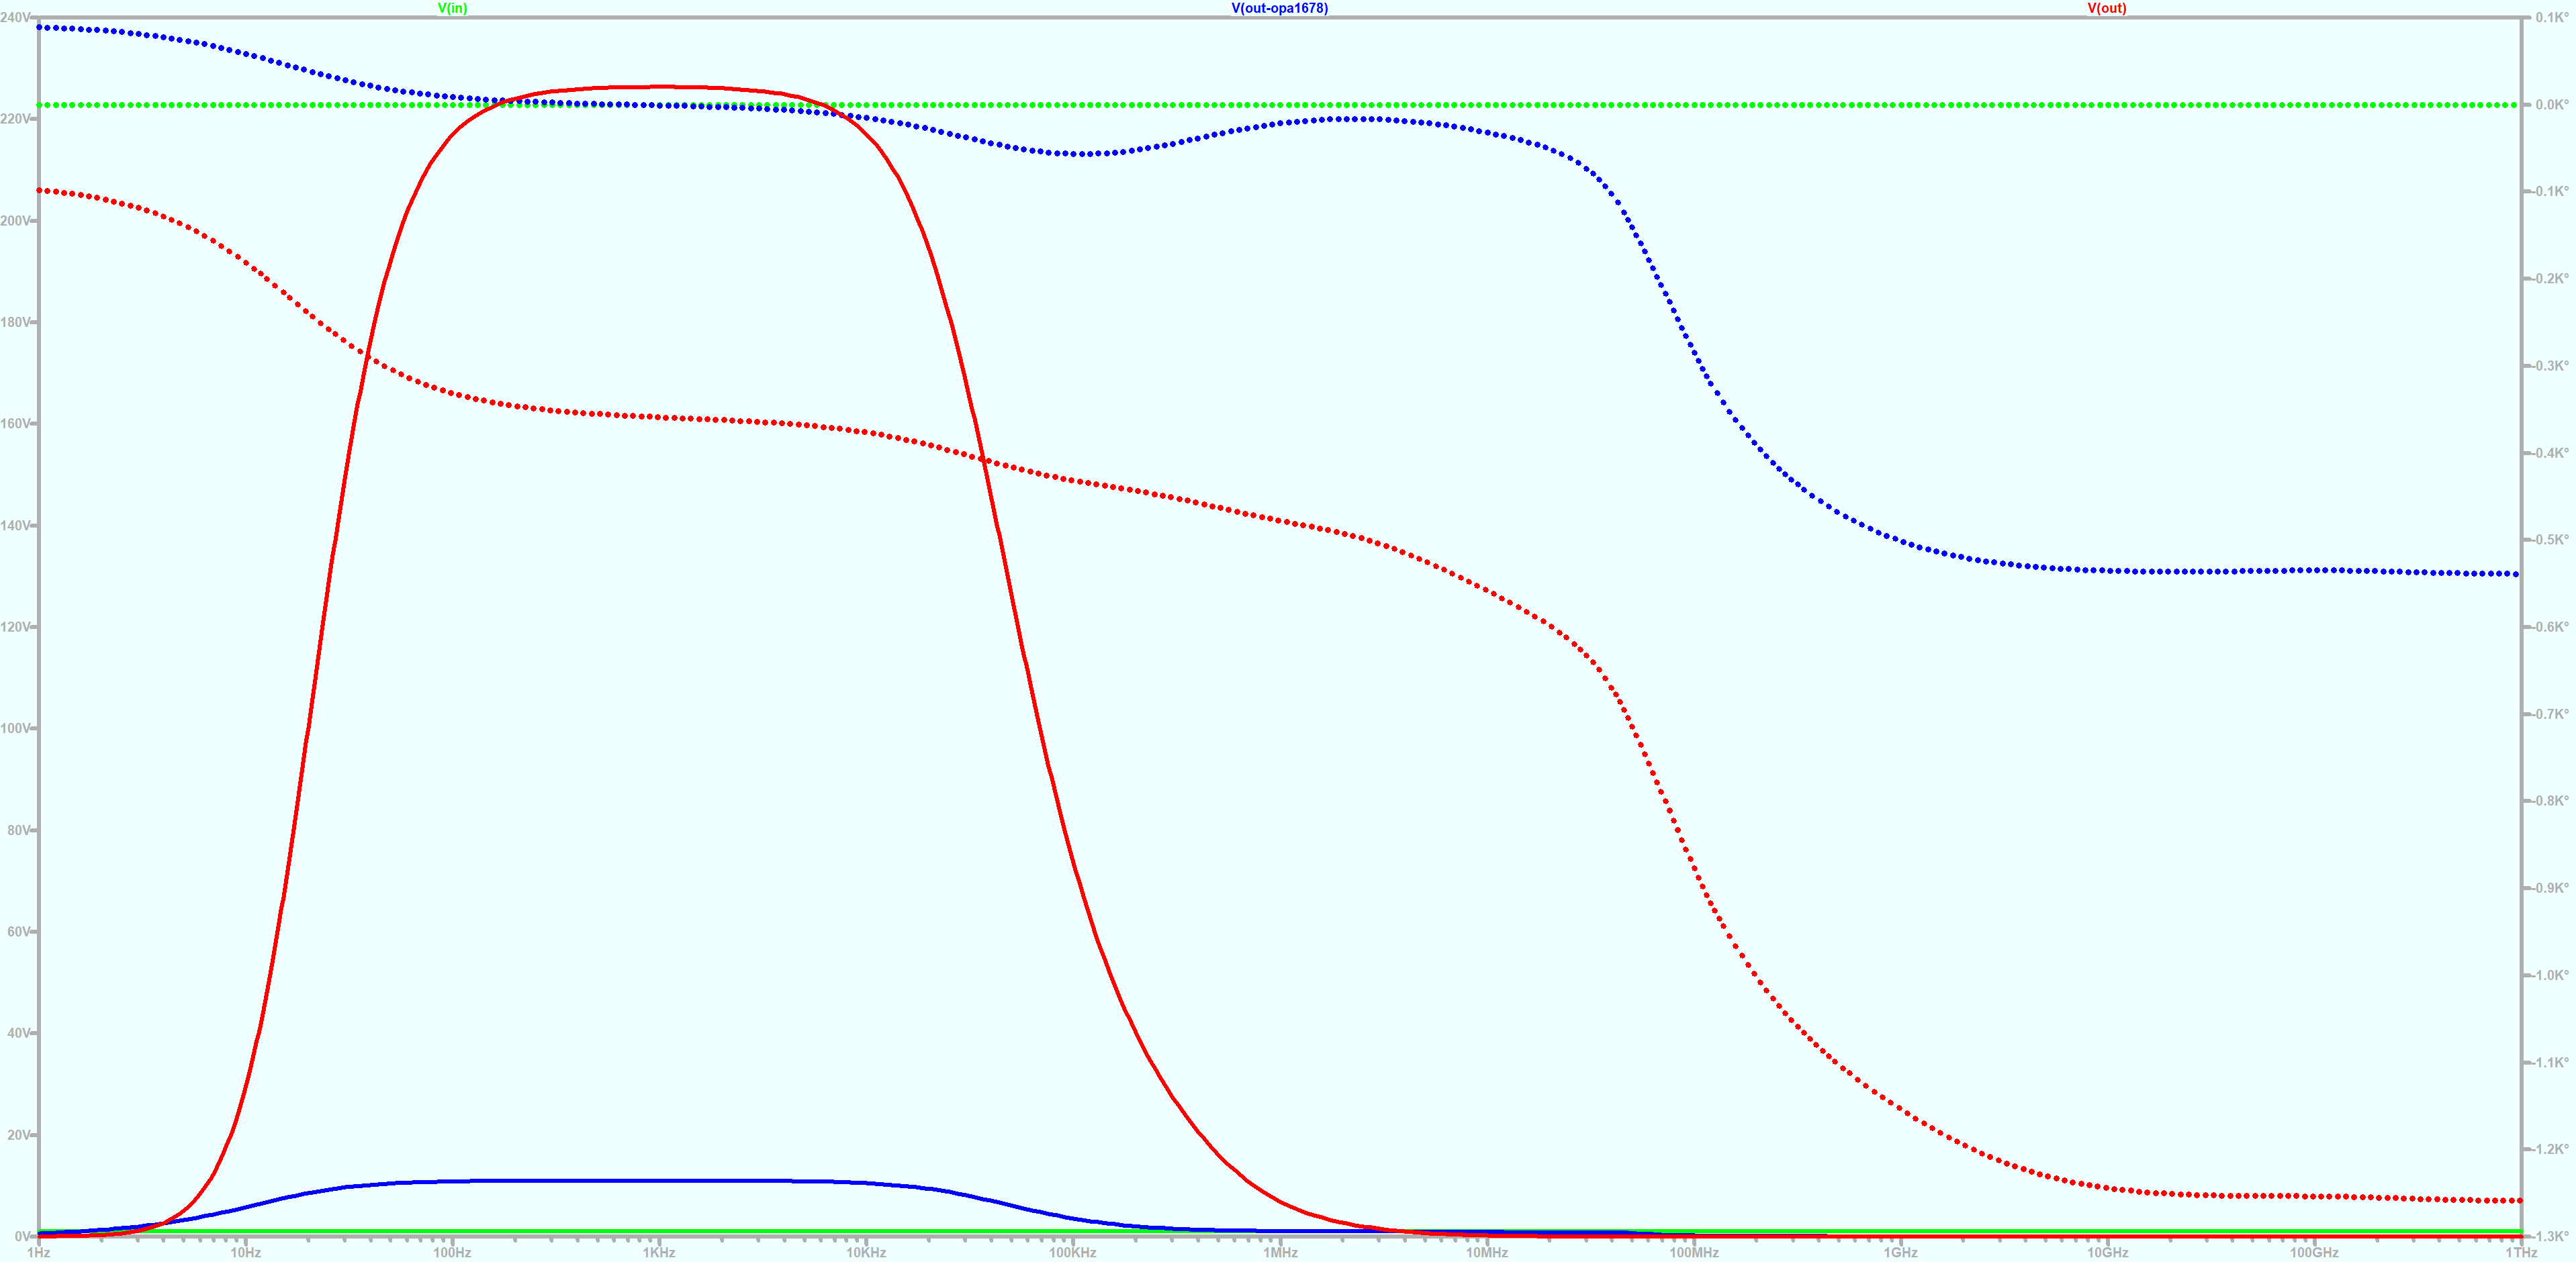 V(in) V(out-opa1678) V(out)
240V 0.1K°
0.0K°
220V
-0.1K°
200V
-0.2K°
180V
-0.3K°
160V
-0.4K°
140V
-0.5K°
120V
-0.6K°
100V
-0.7K°
80V
-0.8K°
-0.9K°
60V
-1.0K°
40V
-1.1K°
20V
-1.2K°
0V -1.3K°
1Hz 10Hz 100Hz 1KHz 10KHz 100KHz 1MHz 10MHz 100MHz 1GHz 10GHz 100GHz 1THz